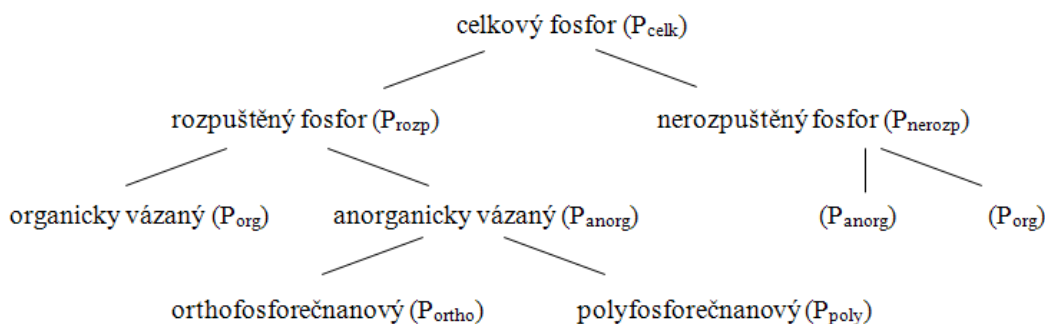 celkový fosfor (Pcelk)
rozpuštěný fosfor (Prozp) nerozpuštěný fosfor (Pnerozp)
organicky vázaný (Porg) anorganicky vázaný (Panorg) (Panorg) (Porg)
orthofosforečnanový (Portho) polyfosforečnanový (Ppoly)